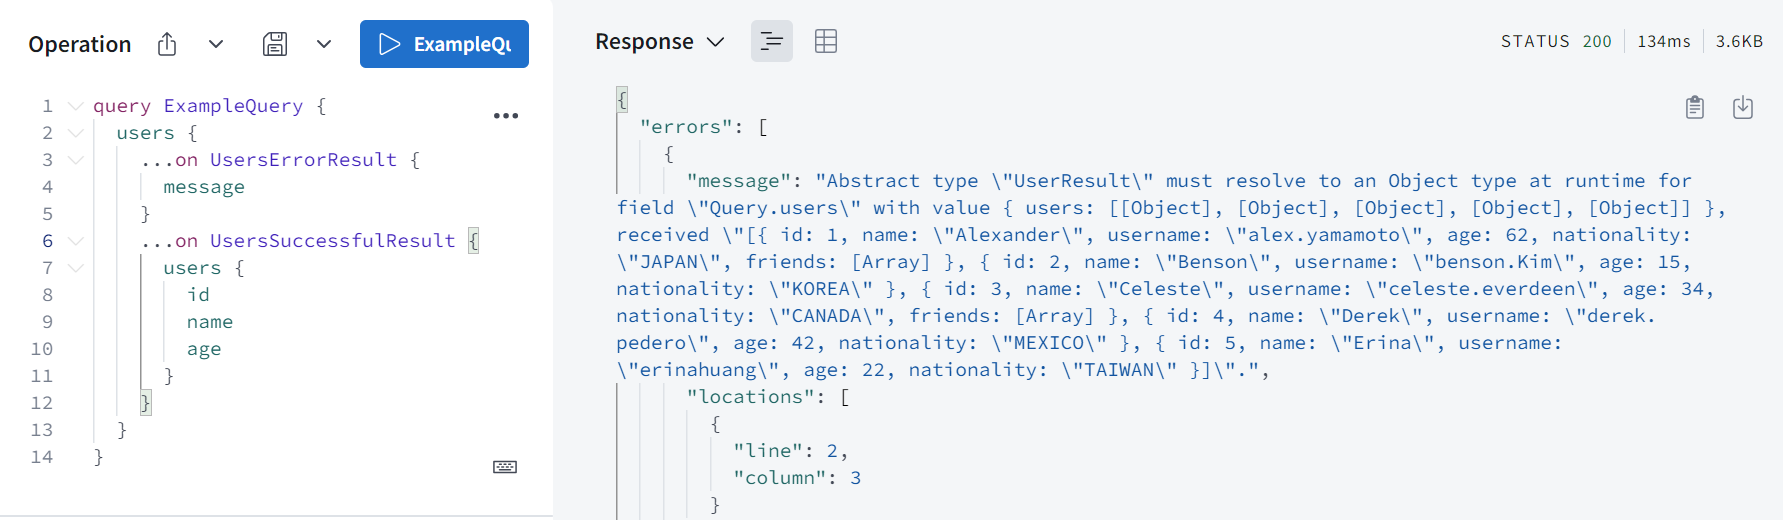 Operation
ExampleQu
1 query ExampleQuery {
2 users {
3 ...on UsersErrorResult {
4 message
5 }
6 ...on UsersSuccessfulResult {
7 users {
8 id
9 name
10 age
11 }
12 }
13 }
14 }
Response
STATUS 200 134ms 3.6KB
{
"errors": [
{
"message": "Abstract type \"UserResult\" must resolve to an Object type at runtime for
field \"Query.users\" with value { users: [[Object], [Object], [Object], [Object], [Object]] },
received \"[{ id: 1, name: \"Alexander\", username: \"alex.yamamoto\", age: 62, nationality:
\"JAPAN\", friends: [Array] }, { id: 2, name: \"Benson\", username: \"benson.Kim\", age: 15,
nationality: \"KOREA\" }, { id: 3, name: \"Celeste\", username: \"celeste.everdeen\", age: 34,
nationality: \"CANADA\", friends: [Array] }, { id: 4, name: \"Derek\", username: \"derek.
pedero\", age: 42, nationality: \"MEXICO\" }, { id: 5, name: \"Erina\", username:
\"erinahuang\", age: 22, nationality: \"TAIWAN\" }]\".",
"locations": [
{
"line": 2,
"column": 3
}